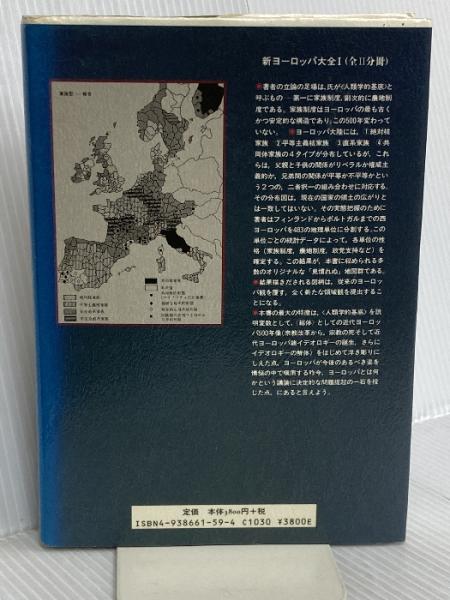 新ヨーロッパ大全I(全II分冊)
家族型——総合
●著者の立論の足場は、氏が〈人類学的基底〉と
呼ぶもの——第一に家族制度、副次的に農地制
度である。家族制度はヨーロッパの最も古く
かつ安定的な構造であり、この500年変わって
いない。●ヨーロッパ大陸には、①絶対核
家族 ②平等主義核家族 ③直系家族 ④共
同体家族の4タイプが分布しているが、これ
らは、父親と子供の関係がリベラルか権威主
義的か、兄弟間の関係が平等か不平等かとい
う2つの、二者択一の組み合わせに対応する。
その分布図は、現在の国家の領土の広がりと
は一致してはいない。その実態把握のために
著者はフィンランドからポルトガルまでの西
ヨーロッパを483の地理単位に分割する。この
単位ごとの統計データによって、各単位の性
格(家族制度、農地制度、政党支持など)を
確定する。この結果が、本書に収められる多
数のオリジナルな「見慣れぬ」地図群である。
●結果描きだされる図柄は、従来のヨーロッ
パ観を覆す、全く新たな領域観を提出するこ
とになる。
●本書の最大の特徴は、〈人類学的基底〉を説
明変数として、「総体」としての近代ヨーロッ
パ500年像(宗教改革から、宗教の死そして近
代ヨーロッパ諸イデオロギーの誕生、さらに
イデオロギーの解体)をはじめて浮き彫りに
しえた点。ヨーロッパが今後のあるべき姿を
懊悩の中で模索する昨今、ヨーロッパとは何
かという議論に決定的な問題提起の一石を投
じた点、にあると言えよう。
定価 本体3800円+税
ISBN4-938661-59-4 C1030 ¥3800E